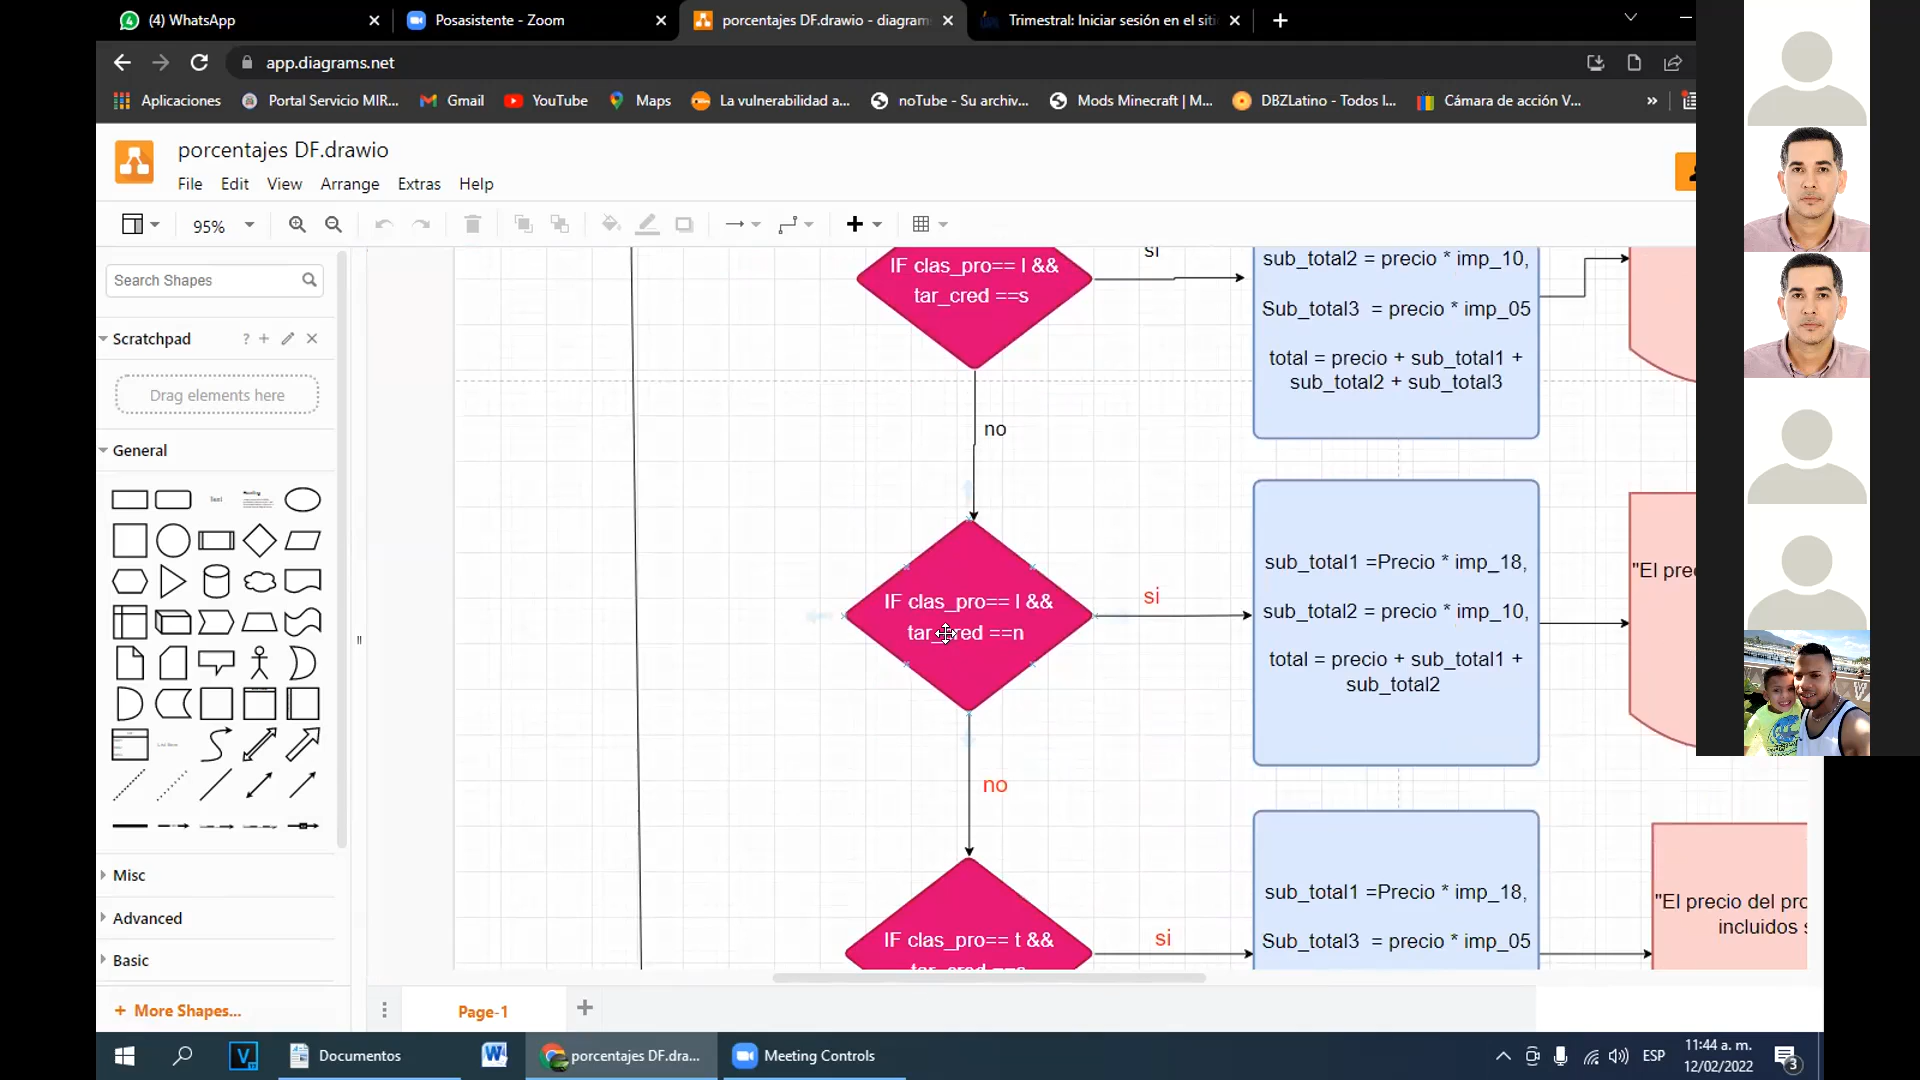 (4) WhatsApp
Posasistente - Zoom
porcentajes DF.drawio - diagram
Trimestral: Iniciar sesión en el siti
app.diagrams.net
Aplicaciones
Portal Servicio MIR...
Gmail
YouTube
Maps
La vulnerabilidad a...
noTube - Su archiv...
Mods Minecraft | M...
DBZLatino - Todos l...
Cámara de acción V...
»
porcentajes DF.drawio
File Edit View Arrange Extras Help
95%
Search Shapes
Scratchpad
Drag elements here
General
Text
Heading
List Item
Misc
Advanced
Basic
+ More Shapes...
IF clas_pro== l &&
tar_cred ==s
si
sub_total2 = precio * imp_10,
Sub_total3 = precio * imp_05
total = precio + sub_total1 +
sub_total2 + sub_total3
no
IF clas_pro== l &&
tar_cred ==n
si
sub_total1 =Precio * imp_18,
sub_total2 = precio * imp_10,
total = precio + sub_total1 +
sub_total2
"El prec
no
IF clas_pro== t &&
si
sub_total1 =Precio * imp_18,
Sub_total3 = precio * imp_05
"El precio del pro
incluidos s
Page-1
Documentos
porcentajes DF.dra...
Meeting Controls
ESP
11:44 a. m.
12/02/2022
3